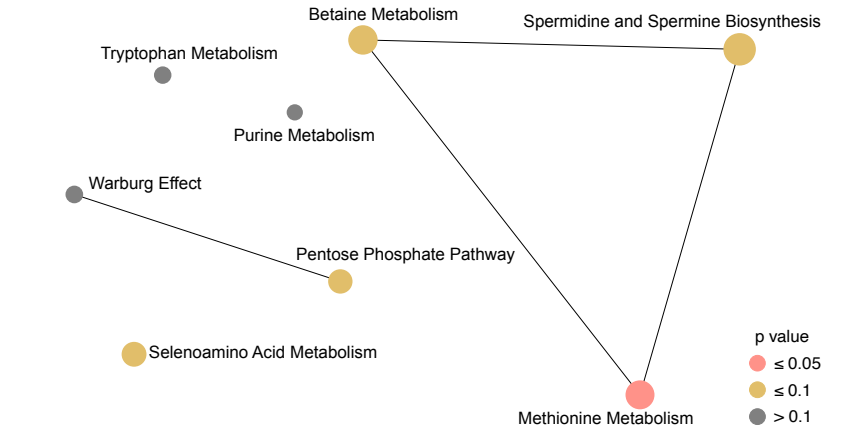 Betaine Metabolism
Spermidine and Spermine Biosynthesis
Tryptophan Metabolism
Purine Metabolism
Warburg Effect
Pentose Phosphate Pathway
Selenoamino Acid Metabolism
Methionine Metabolism
p value
≤ 0.05
≤ 0.1
> 0.1